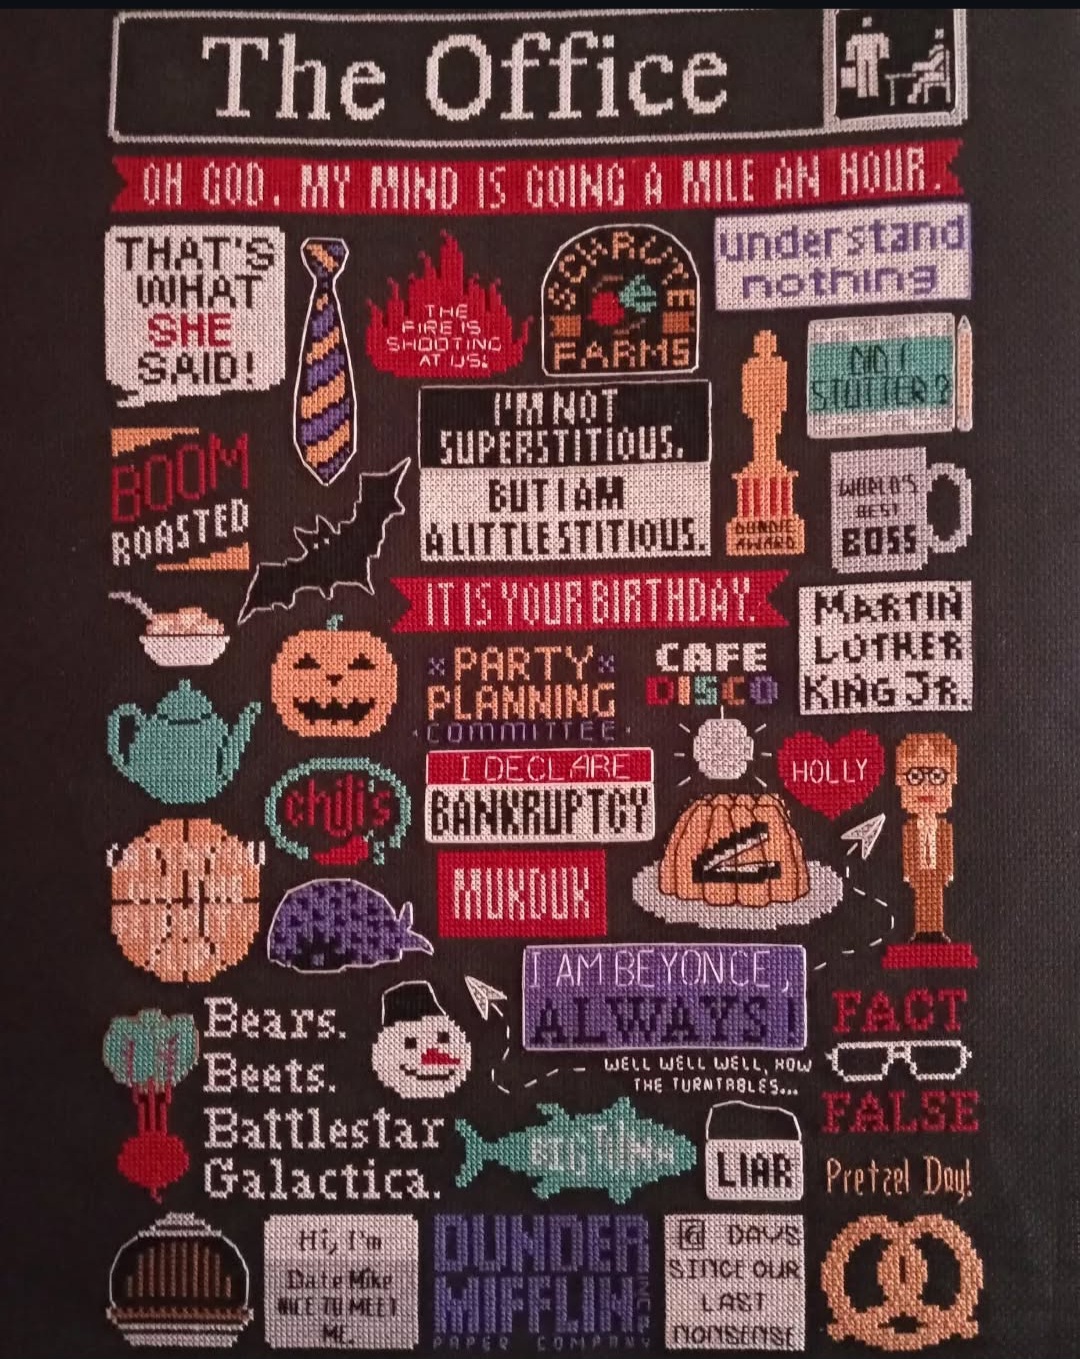 The Office
OH GOD. MY MIND IS GOING A MILE AN HOUR.
THAT'S
WHAT
SHE
SAID!
THE
FIRE IS
SHOOTING
AT US!
SCHRUTE
FARMS
understand
nothing
DID I
STUTTER?
I'M NOT
SUPERSTITIOUS.
BUT I AM
A LITTLE STITIOUS.
DUNDIE
AWARD
WORLD'S
BEST
BOSS
BOOM
ROASTED
IT IS YOUR BIRTHDAY.
MARTIN
LUTHER
KING JR.
PARTY
PLANNING
COMMITTEE
CAFE
DISCO
I DECLARE
BANKRUPTCY
HOLLY
chili's
MUKDUK
I AM BEYONCE,
ALWAYS!
WELL WELL WELL, HOW
THE TURNTABLES...
Bears.
Beets.
Battlestar
Galactica.
FACT
FALSE
BIG TUNA
LIAR
Pretzel Day!
Hi, I'm
Date Mike
NICE TO MEET
ME.
DUNDER
MIFFLIN INC
PAPER COMPANY
DAYS
SINCE OUR
LAST
NONSENSE